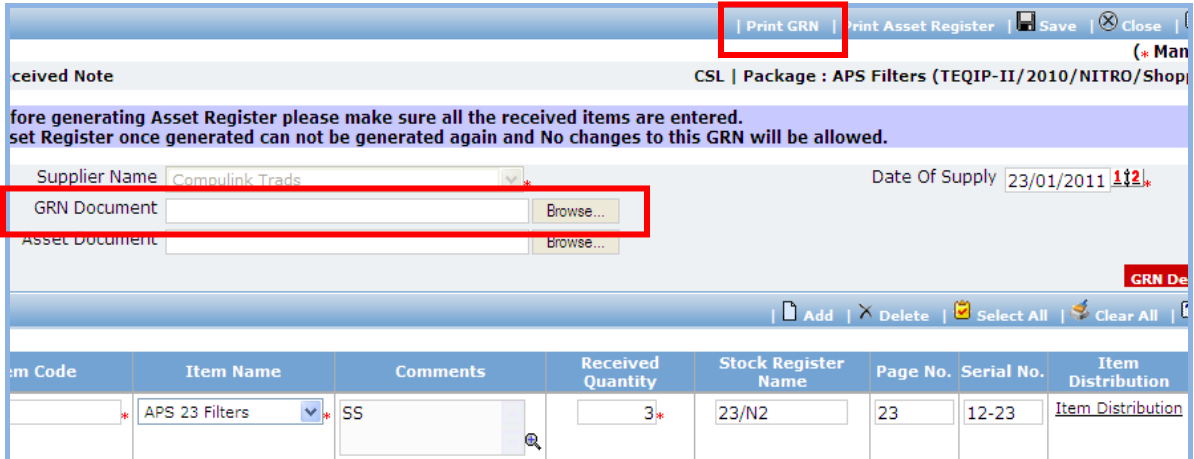 | Print GRN | Print Asset Register | Save | Close |
(* Man
ceived Note CSL | Package : APS Filters (TEQIP-II/2010/NITRO/Shop
fore generating Asset Register please make sure all the received items are entered.
set Register once generated can not be generated again and No changes to this GRN will be allowed.
Supplier Name Compulink Trads * Date Of Supply 23/01/2011 *
GRN Document Browse...
Asset Document Browse...
GRN De
| Add | Delete | Select All | Clear All |
m Code Item Name Comments Received Quantity Stock Register Name Page No. Serial No. Item Distribution
* APS 23 Filters * SS 3* 23/N2 23 12-23 Item Distribution